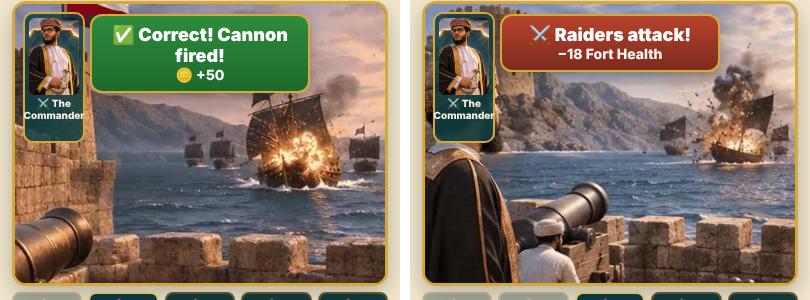 ✅ Correct! Cannon
fired!
🪙 +50
⚔️ The
Commander
⚔️ Raiders attack!
−18 Fort Health
⚔️ The
Commander